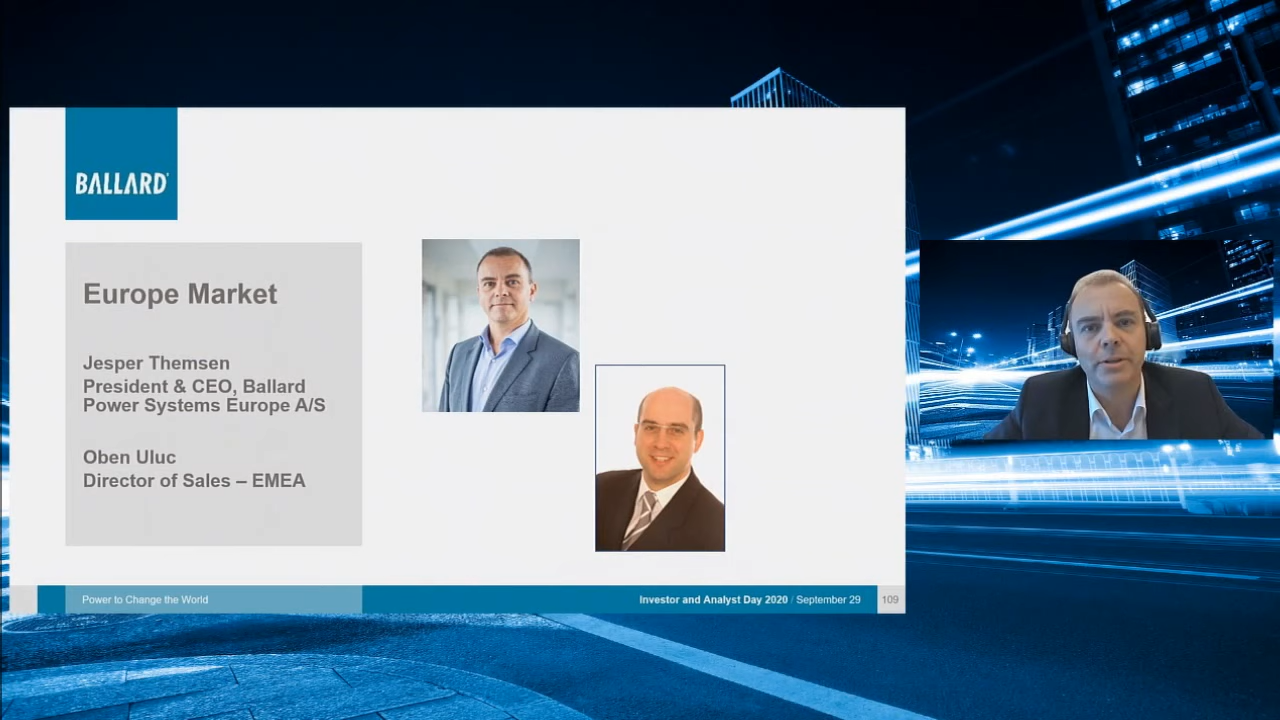 BALLARD
Europe Market
Jesper Themsen
President & CEO, Ballard
Power Systems Europe A/S
Oben Uluc
Director of Sales – EMEA
Power to Change the World
Investor and Analyst Day 2020 / September 29
109